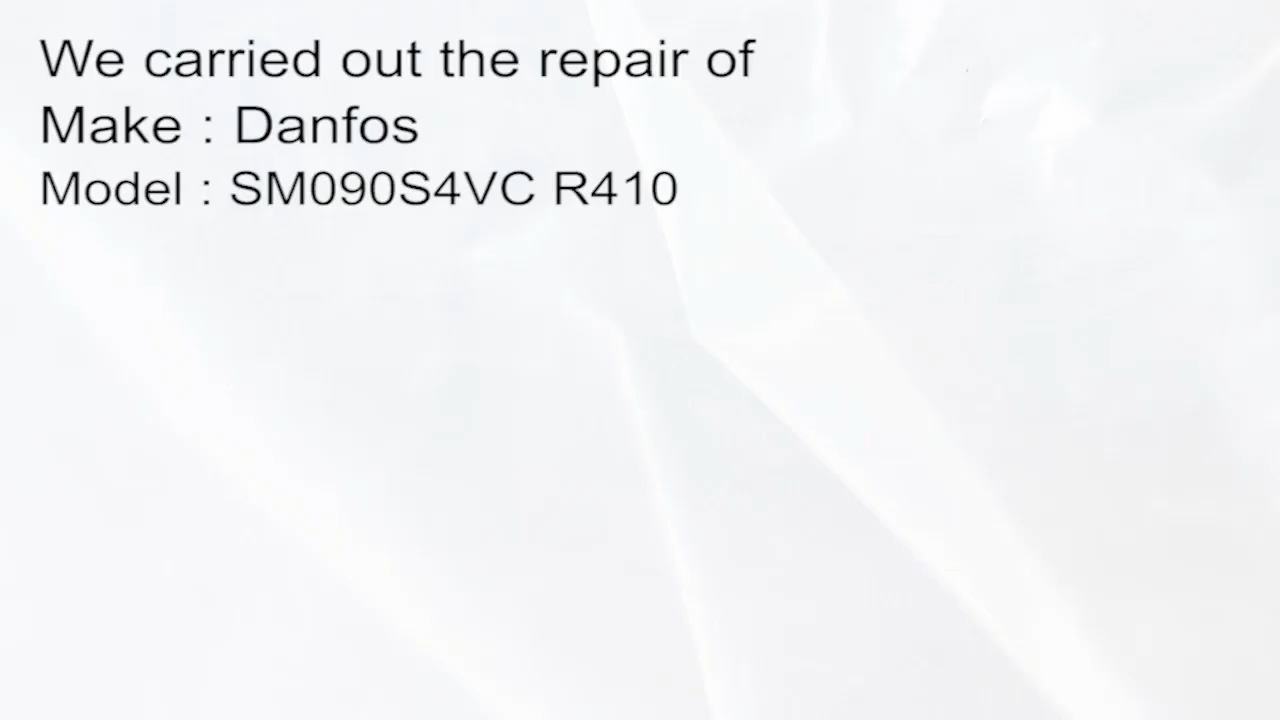 We carried out the repair of
Make : Danfos
Model : SM090S4VC R410